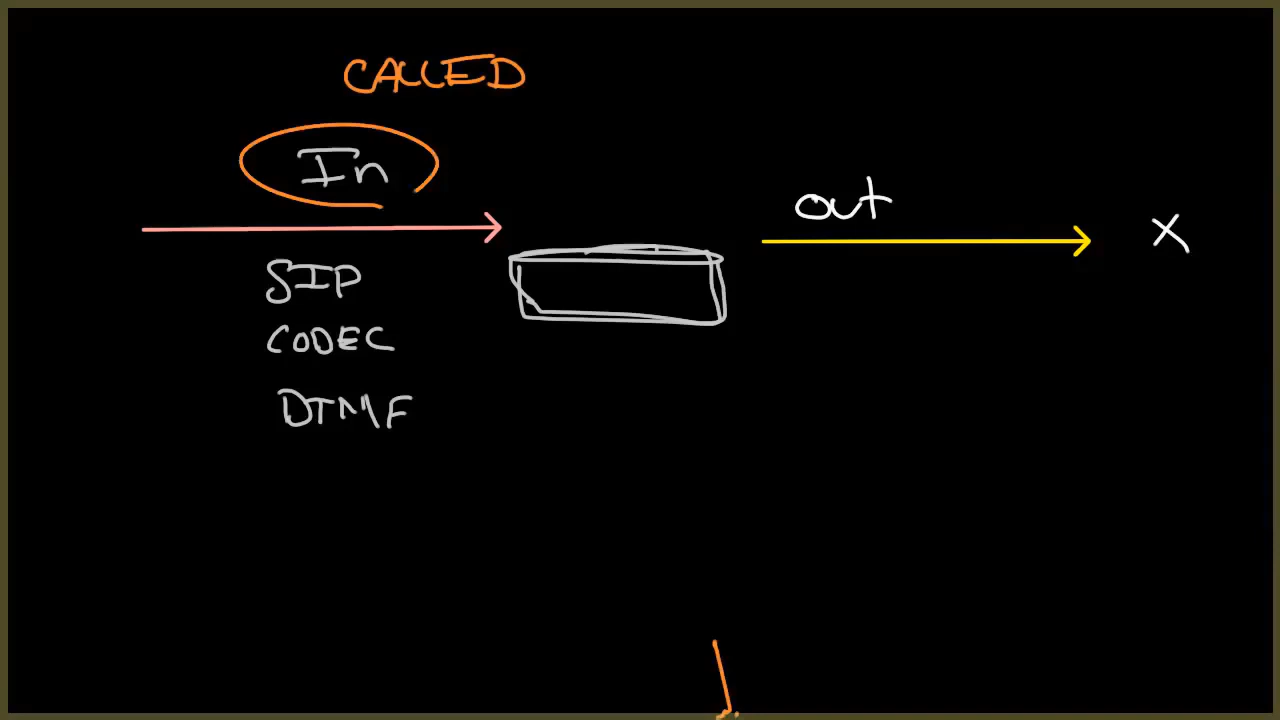 CALLED
In
out
X
SIP
CODEC
DTMF